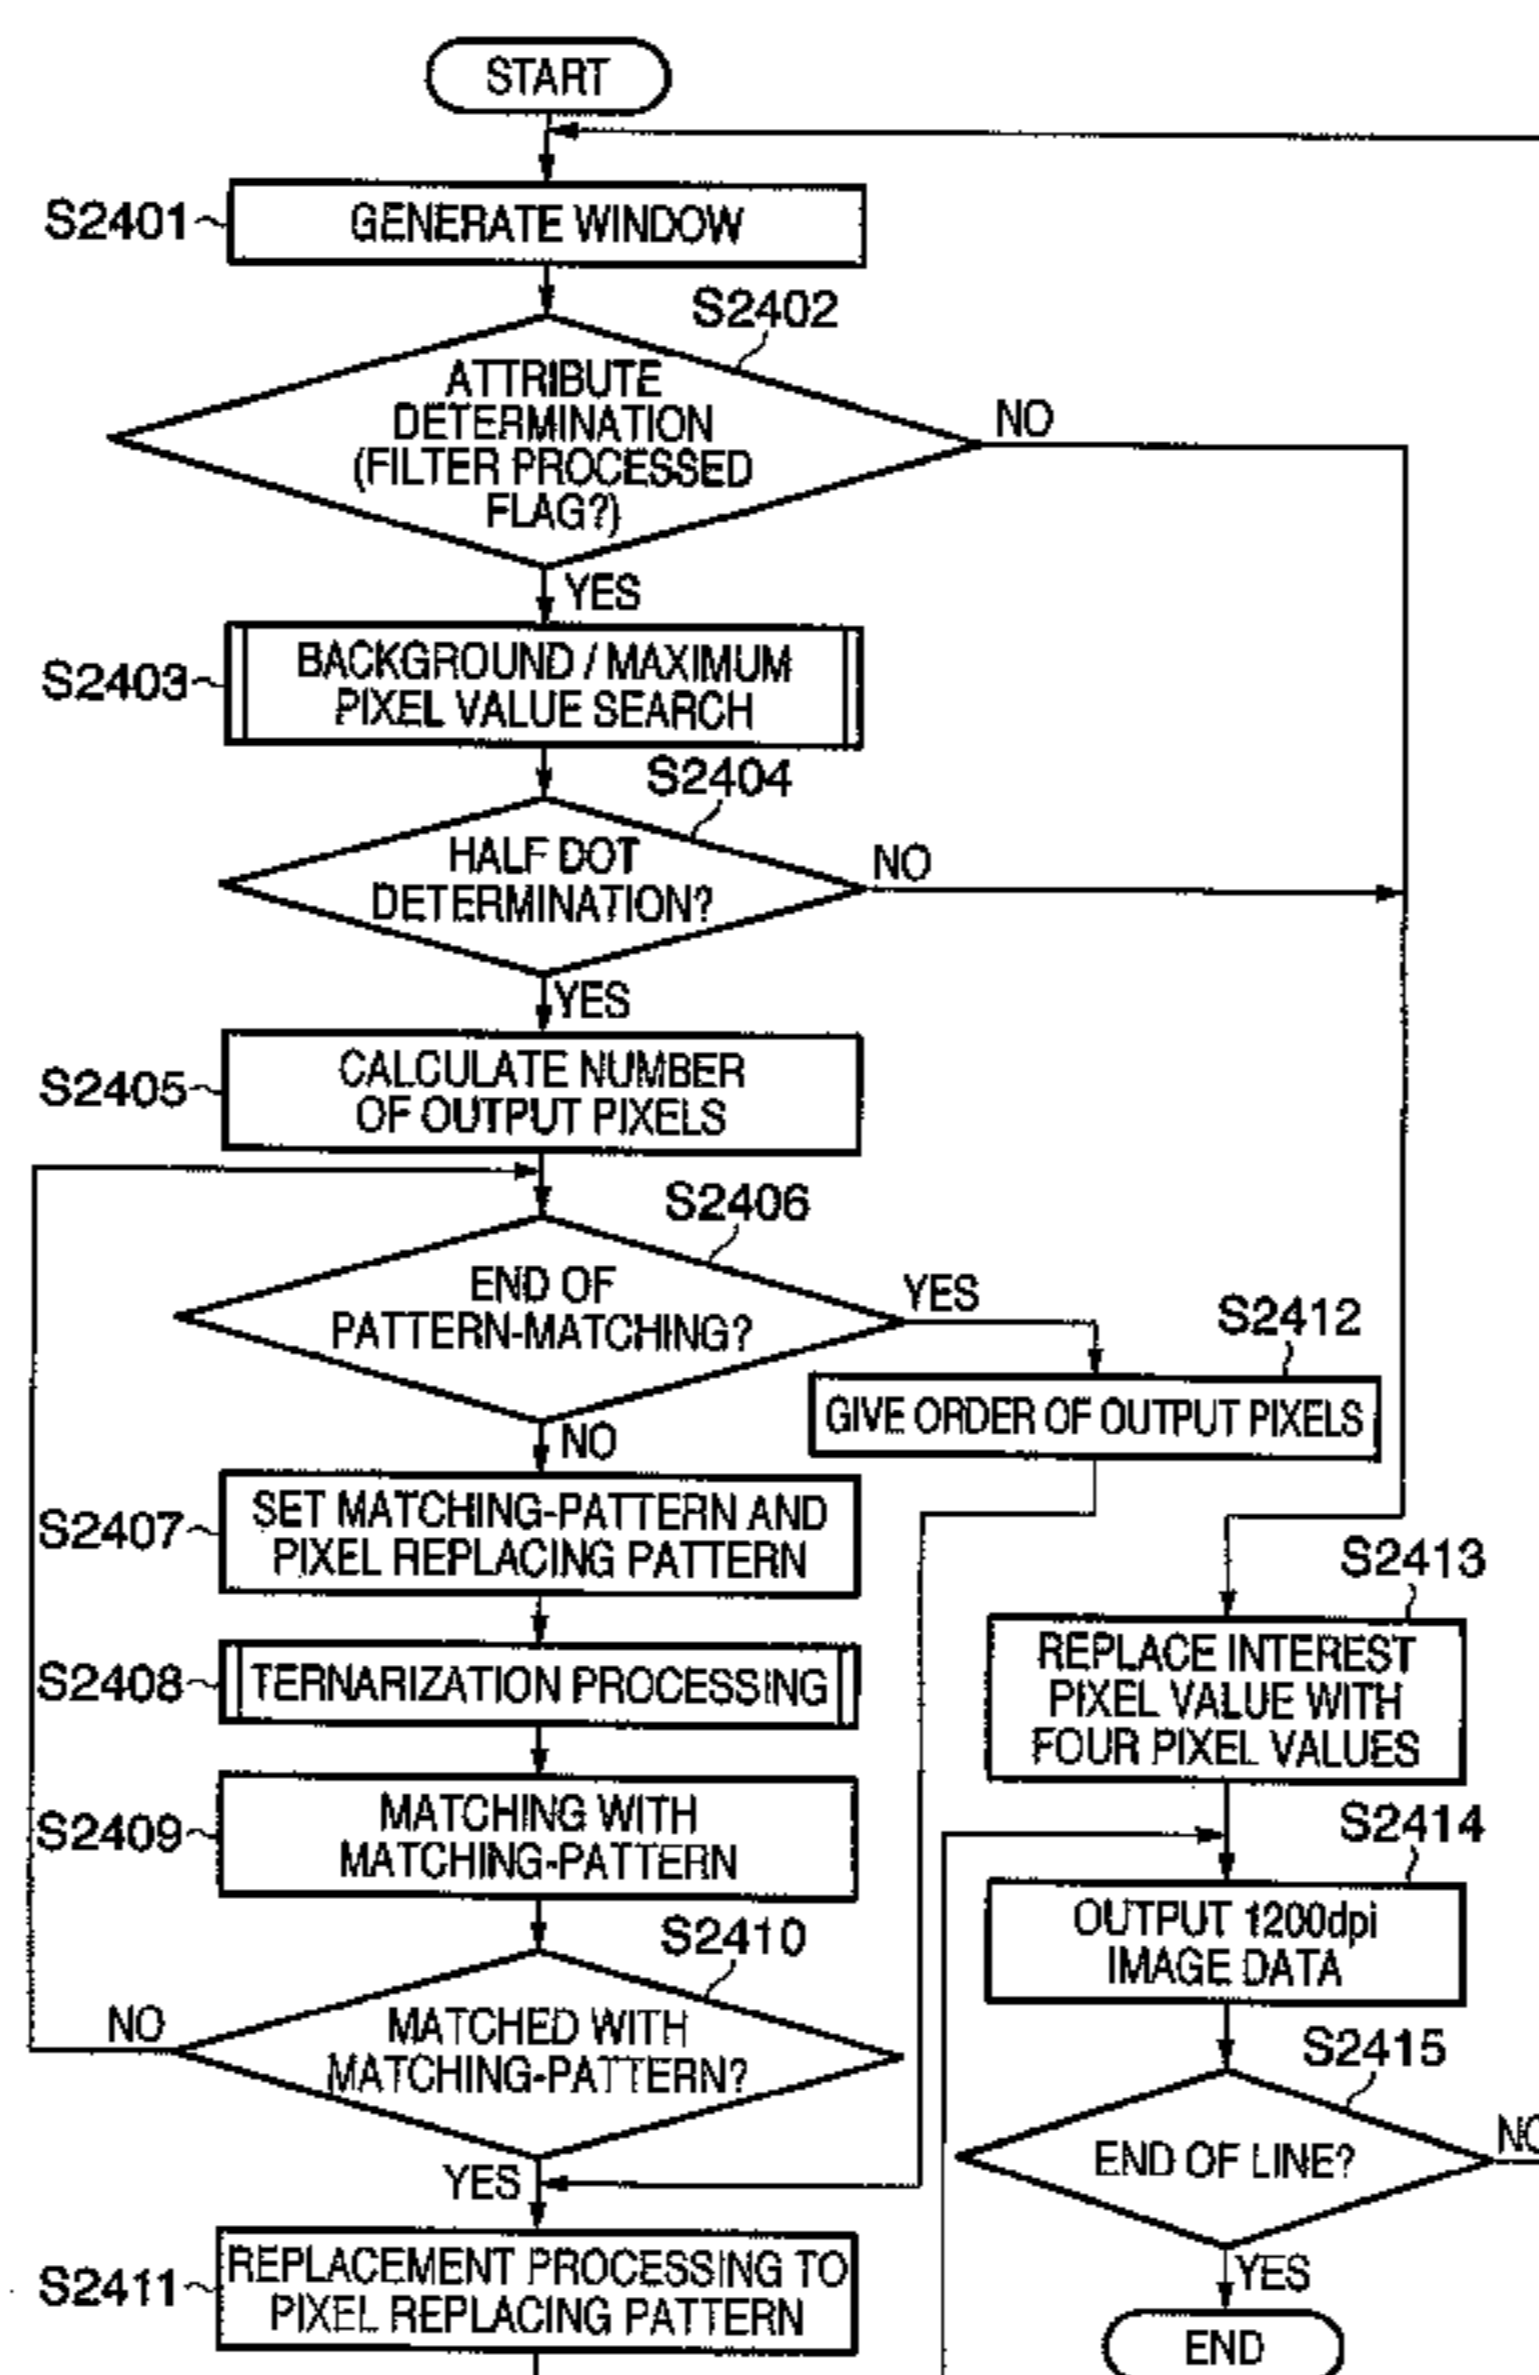 START
S2401
GENERATE WINDOW
S2402
ATTRIBUTE
DETERMINATION
(FILTER PROCESSED
FLAG?)
NO
YES
S2403
BACKGROUND / MAXIMUM
PIXEL VALUE SEARCH
S2404
HALF DOT
DETERMINATION?
NO
YES
S2405
CALCULATE NUMBER
OF OUTPUT PIXELS
S2406
END OF
PATTERN-MATCHING?
YES
NO
S2412
GIVE ORDER OF OUTPUT PIXELS
S2407
SET MATCHING-PATTERN AND
PIXEL REPLACING PATTERN
S2408
TERNARIZATION PROCESSING
S2409
MATCHING WITH
MATCHING-PATTERN
S2410
MATCHED WITH
MATCHING-PATTERN?
NO
YES
S2411
REPLACEMENT PROCESSING TO
PIXEL REPLACING PATTERN
S2413
REPLACE INTEREST
PIXEL VALUE WITH
FOUR PIXEL VALUES
S2414
OUTPUT 1200dpi
IMAGE DATA
S2415
END OF LINE?
NO
YES
END